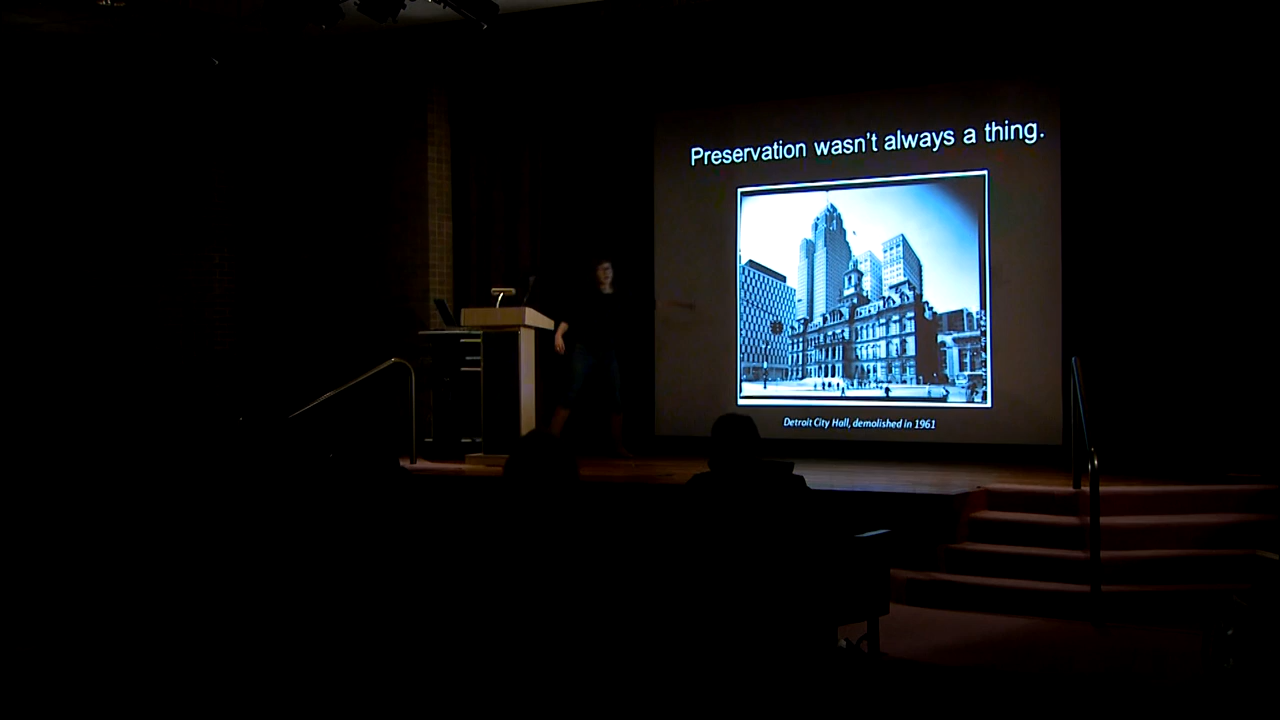 Preservation wasn't always a thing.
Detroit City Hall, demolished in 1961